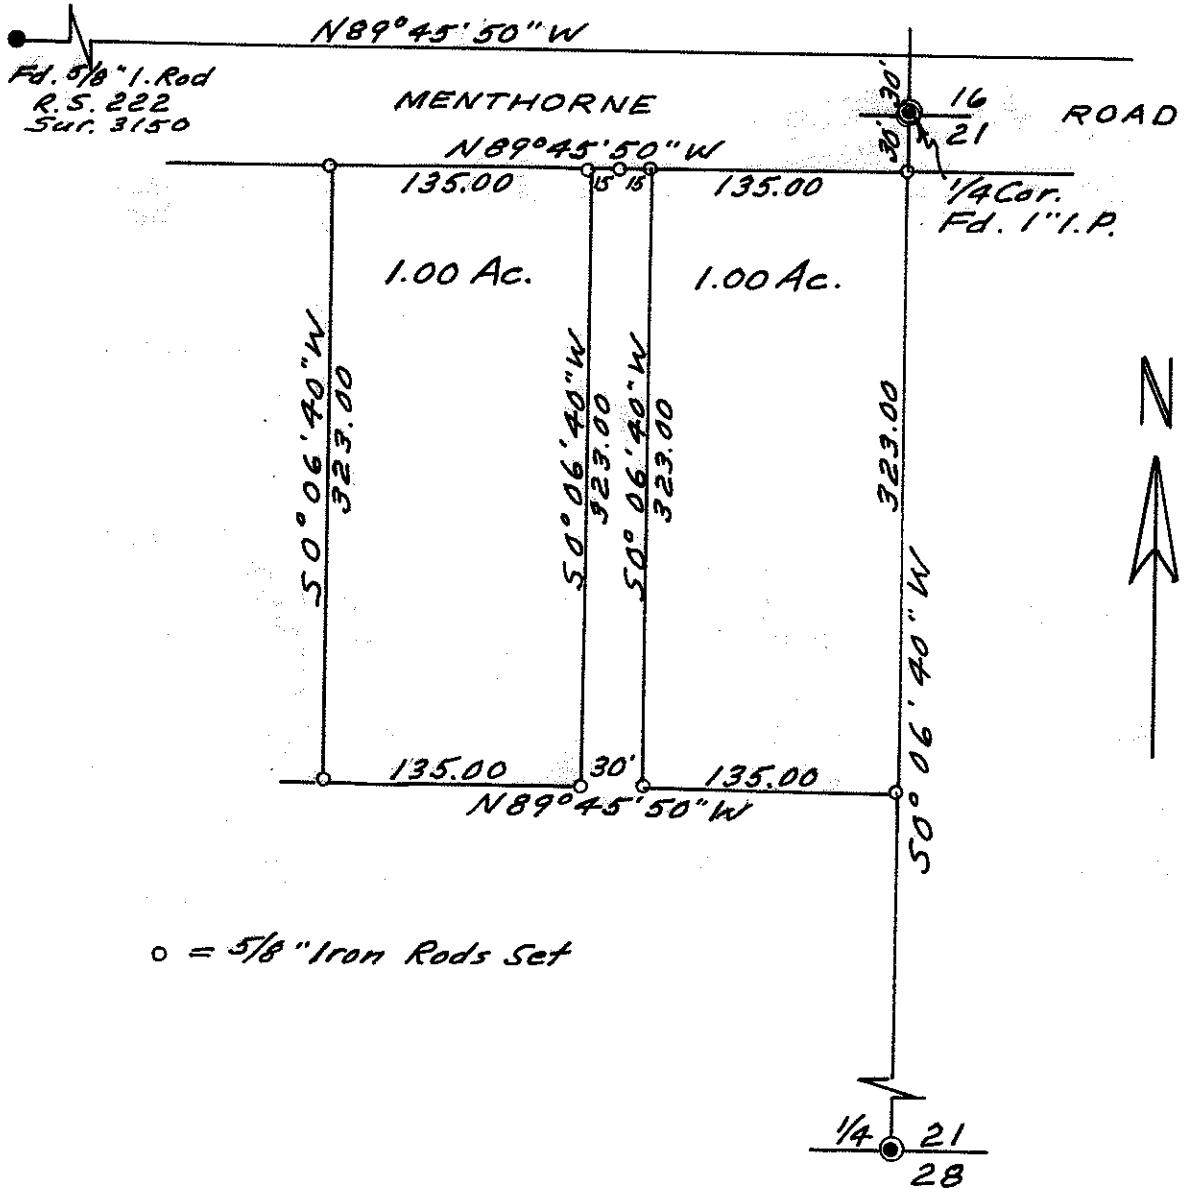 N89°45'50"W
Fd. 5/8" I. Rod
R.S. 222
Sur. 3150
MENTHORNE
ROAD
30'
30'
16
21
N89°45'50"W
135.00
15
15
135.00
1/4 Cor.
Fd. 1" I.P.
1.00 Ac.
1.00 Ac.
S0°06'40"W
323.00
S0°06'40"W
323.00
S0°06'40"W
323.00
323.00
S0°06'40"W
N
135.00
30'
135.00
N89°45'50"W
o = 5/8" Iron Rods Set
1/4
21
28